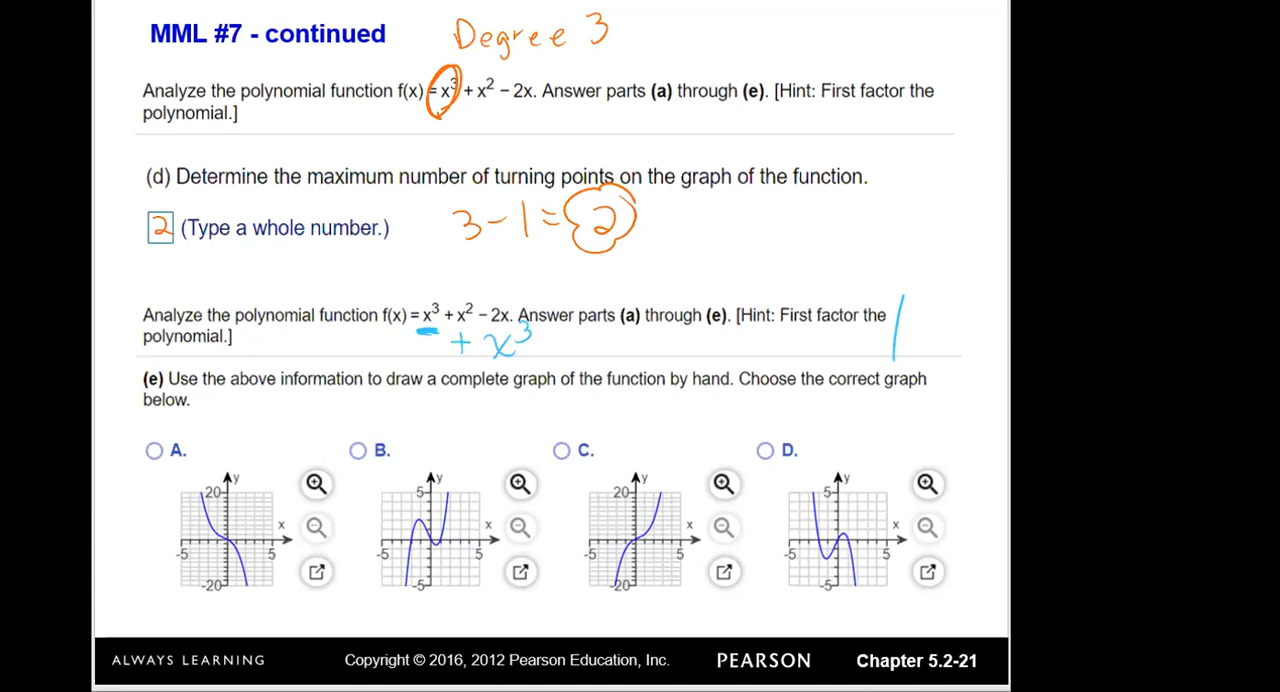 MML #7 - continued
Degree 3
Analyze the polynomial function f(x) = x³ + x² − 2x. Answer parts (a) through (e). [Hint: First factor the
polynomial.]
(d) Determine the maximum number of turning points on the graph of the function.
2 (Type a whole number.)
3 − 1 = 2
Analyze the polynomial function f(x) = x³ + x² − 2x. Answer parts (a) through (e). [Hint: First factor the
polynomial.]
+ x³
(e) Use the above information to draw a complete graph of the function by hand. Choose the correct graph
below.
A. B. C. D.
y y y y
20 5 20 5
x x x x
-5 5 -5 5 -5 5 -5 5
-20 -5 -20 -5
ALWAYS LEARNING Copyright © 2016, 2012 Pearson Education, Inc. PEARSON Chapter 5.2-21